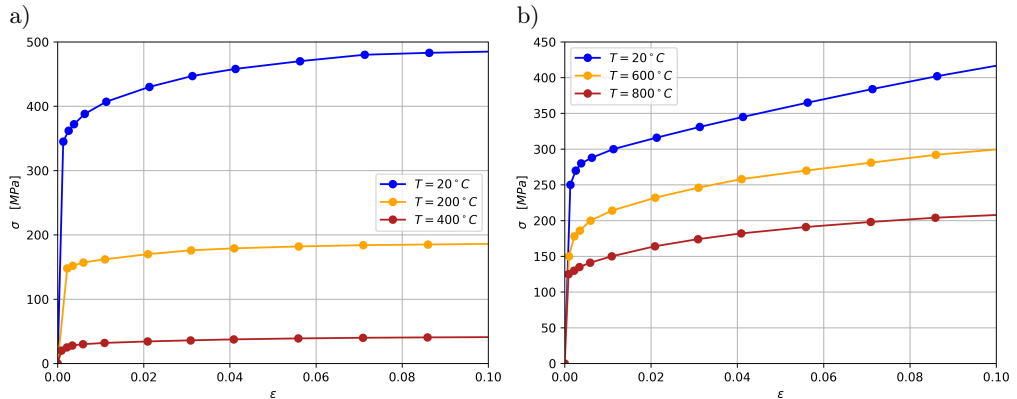 a)
500
400
300
200
100
0
0.00 0.02 0.04 0.06 0.08 0.10
ε
σ [MPa]
T = 20°C
T = 200°C
T = 400°C
b)
450
400
350
300
250
200
150
100
50
0
0.00 0.02 0.04 0.06 0.08 0.10
ε
σ [MPa]
T = 20°C
T = 600°C
T = 800°C